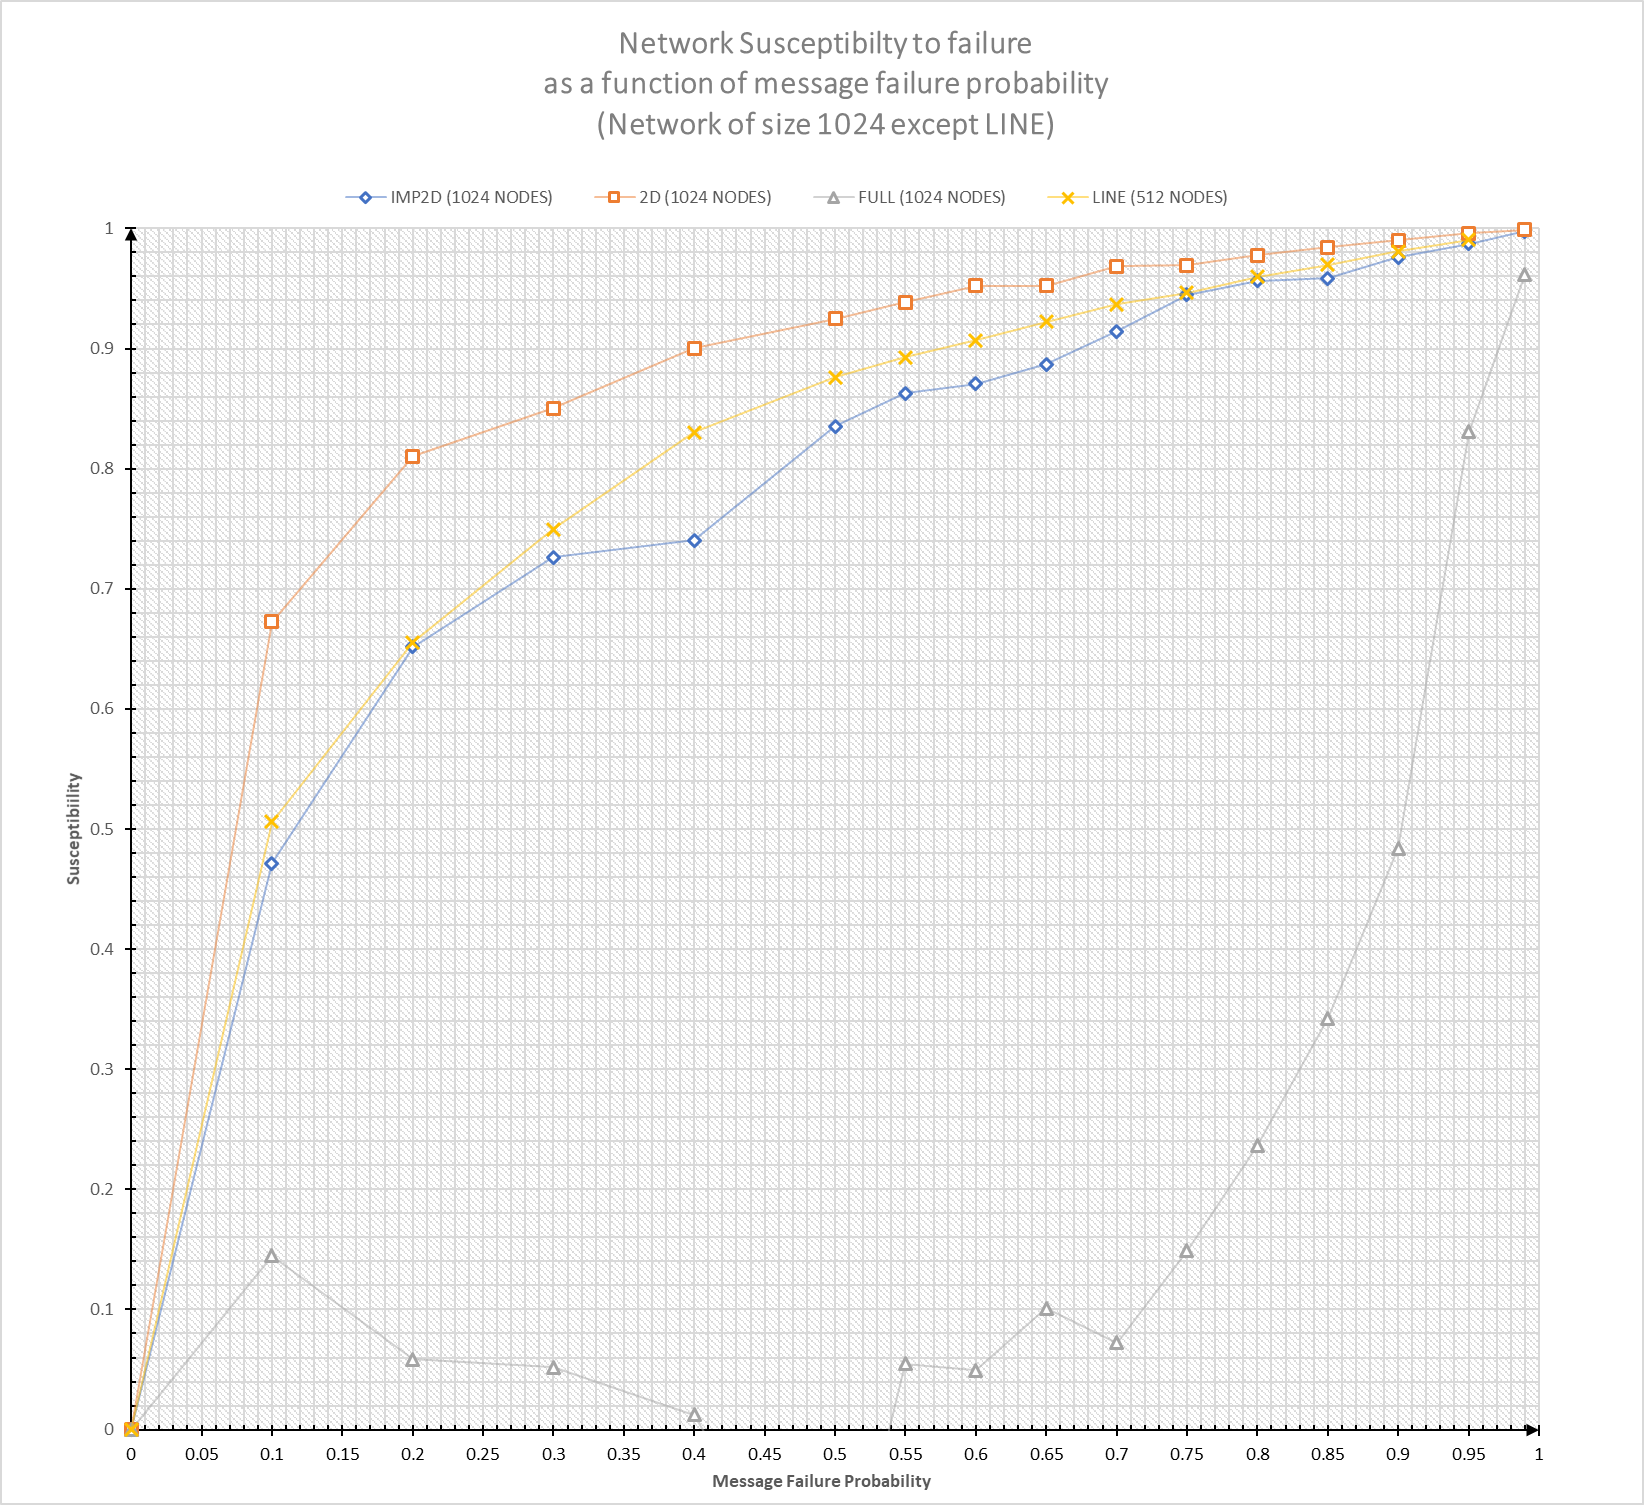 Network Susceptibilty to failure
as a function of message failure probability
(Network of size 1024 except LINE)
IMP2D (1024 NODES) 2D (1024 NODES) FULL (1024 NODES) LINE (512 NODES)
1
0.9
0.8
0.7
0.6
0.5
0.4
0.3
0.2
0.1
0
Susceptibiility
0 0.05 0.1 0.15 0.2 0.25 0.3 0.35 0.4 0.45 0.5 0.55 0.6 0.65 0.7 0.75 0.8 0.85 0.9 0.95 1
Message Failure Probability